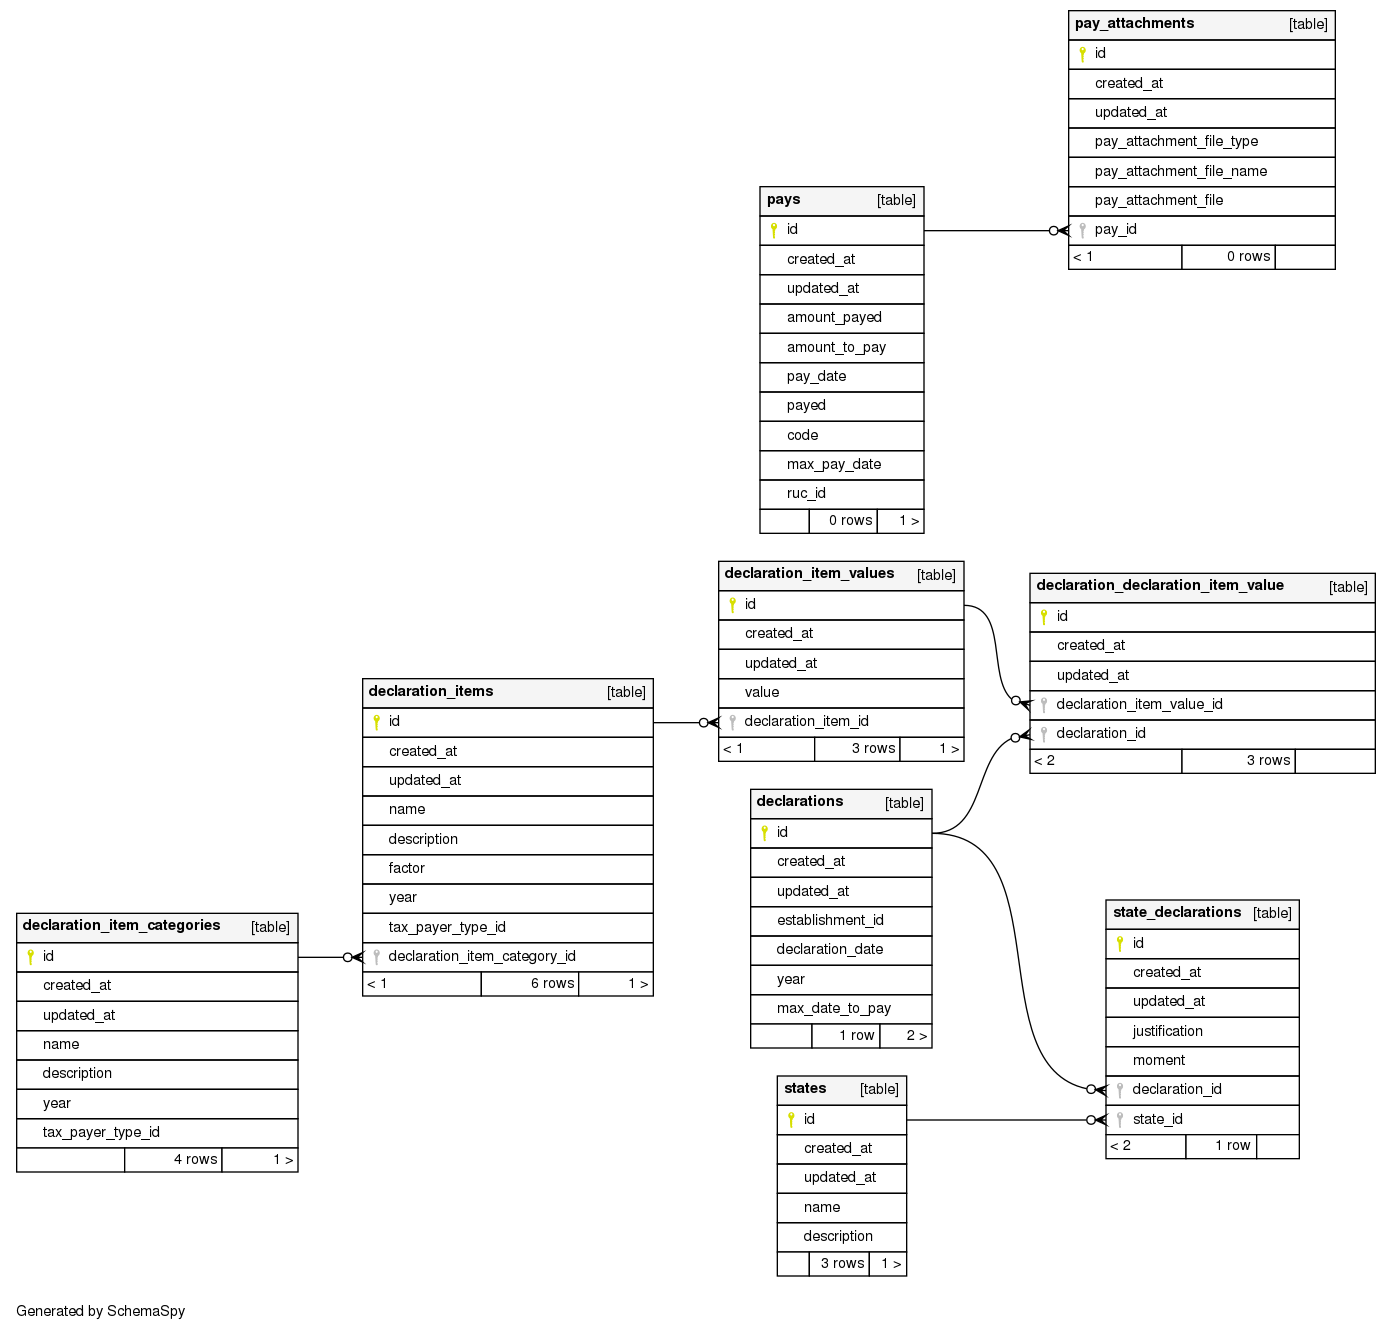 pay_attachments [table]
id
created_at
updated_at
pay_attachment_file_type
pay_attachment_file_name
pay_attachment_file
pay_id
< 1 0 rows
pays [table]
id
created_at
updated_at
amount_payed
amount_to_pay
pay_date
payed
code
max_pay_date
ruc_id
0 rows 1 >
declaration_item_values [table]
id
created_at
updated_at
value
declaration_item_id
< 1 3 rows 1 >
declaration_declaration_item_value [table]
id
created_at
updated_at
declaration_item_value_id
declaration_id
< 2 3 rows
declaration_items [table]
id
created_at
updated_at
name
description
factor
year
tax_payer_type_id
declaration_item_category_id
< 1 6 rows 1 >
declarations [table]
id
created_at
updated_at
establishment_id
declaration_date
year
max_date_to_pay
1 row 2 >
state_declarations [table]
id
created_at
updated_at
justification
moment
declaration_id
state_id
< 2 1 row
declaration_item_categories [table]
id
created_at
updated_at
name
description
year
tax_payer_type_id
4 rows 1 >
states [table]
id
created_at
updated_at
name
description
3 rows 1 >
Generated by SchemaSpy